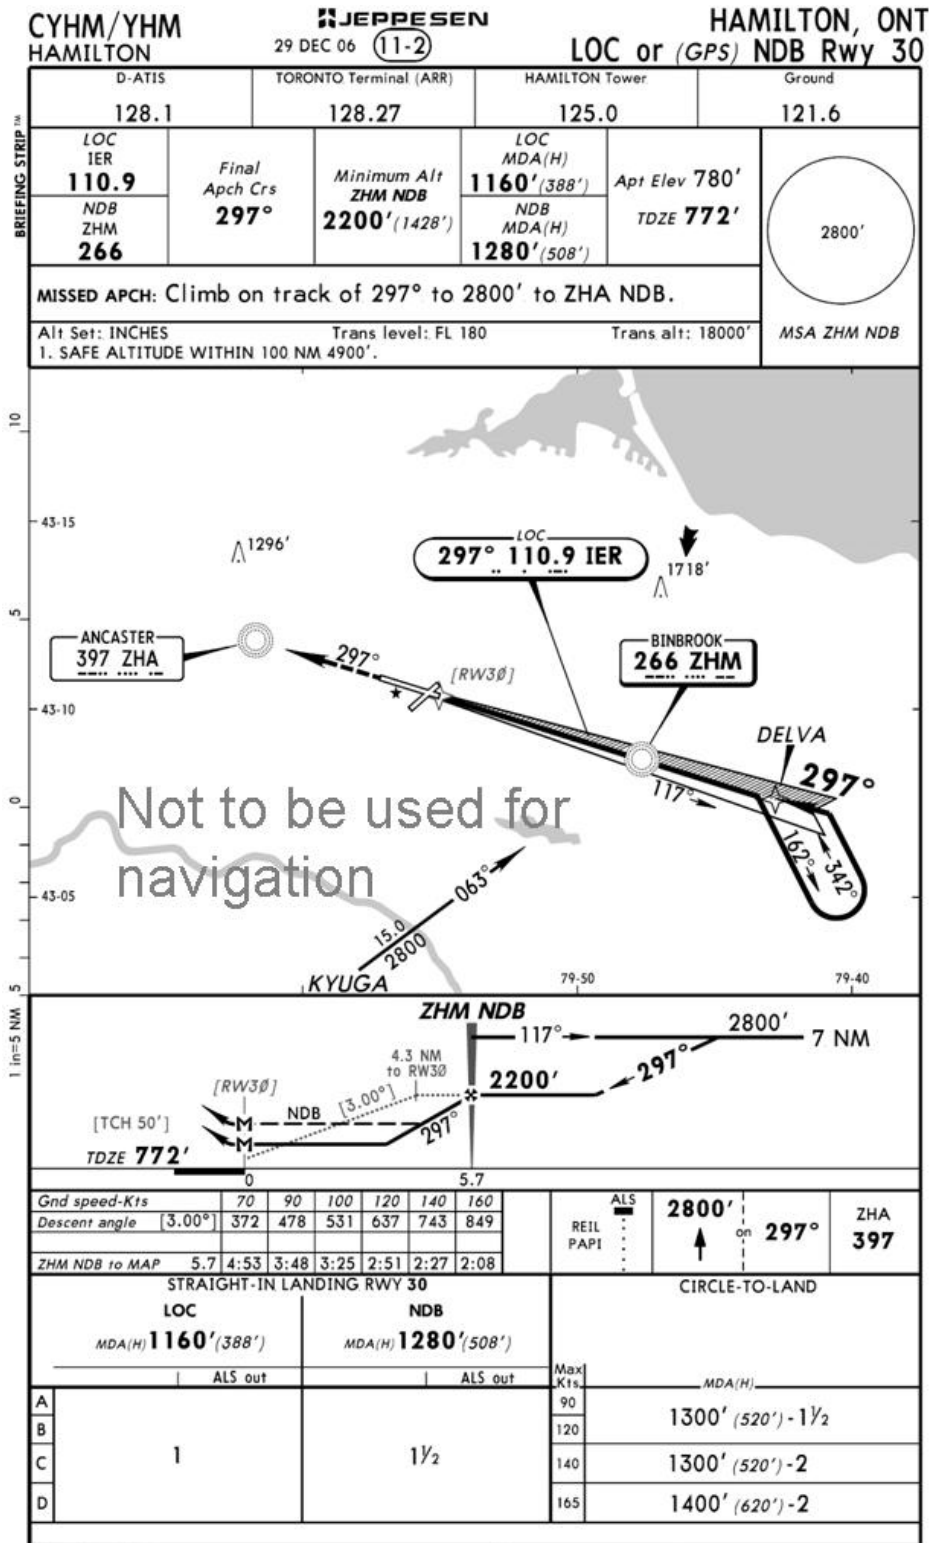 CYHM/YHM
HAMILTON
JEPPESEN
29 DEC 06 11-2
HAMILTON, ONT
LOC or (GPS) NDB Rwy 30
BRIEFING STRIP™
D-ATIS
128.1
TORONTO Terminal (ARR)
128.27
HAMILTON Tower
125.0
Ground
121.6
LOC
IER
110.9
NDB
ZHM
266
Final
Apch Crs
297°
Minimum Alt
ZHM NDB
2200' (1428')
LOC
MDA(H)
1160' (388')
NDB
MDA(H)
1280' (508')
Apt Elev 780'
TDZE 772'
2800'
MSA ZHM NDB
MISSED APCH: Climb on track of 297° to 2800' to ZHA NDB.
Alt Set: INCHES Trans level: FL 180 Trans alt: 18000'
1. SAFE ALTITUDE WITHIN 100 NM 4900'.
10
43-15
1296'
LOC
297° 110.9 IER
1718'
5
ANCASTER
397 ZHA
297°
[RW3Ø]
BINBROOK
266 ZHM
43-10
DELVA
297°
117°
0
Not to be used for
navigation
162°
342°
43-05
063°
15.0
2800
KYUGA
79-50
79-40
5
1 in=5 NM
ZHM NDB
117°
2800'
7 NM
4.3 NM
to RW30
2200'
297°
[RW3Ø]
[3.00°]
NDB
[TCH 50']
M
M
297°
TDZE 772'
0
5.7
Gnd speed-Kts 70 90 100 120 140 160
Descent angle [3.00°] 372 478 531 637 743 849
ZHM NDB to MAP 5.7 4:53 3:48 3:25 2:51 2:27 2:08
ALS
REIL
PAPI
2800'
on 297°
ZHA
397
STRAIGHT-IN LANDING RWY 30
CIRCLE-TO-LAND
LOC
NDB
MDA(H) 1160' (388')
MDA(H) 1280' (508')
ALS out
ALS out
Max
Kts
MDA(H)
A
B
C
D
1
1½
90
120
1300' (520') - 1½
140
1300' (520') - 2
165
1400' (620') - 2